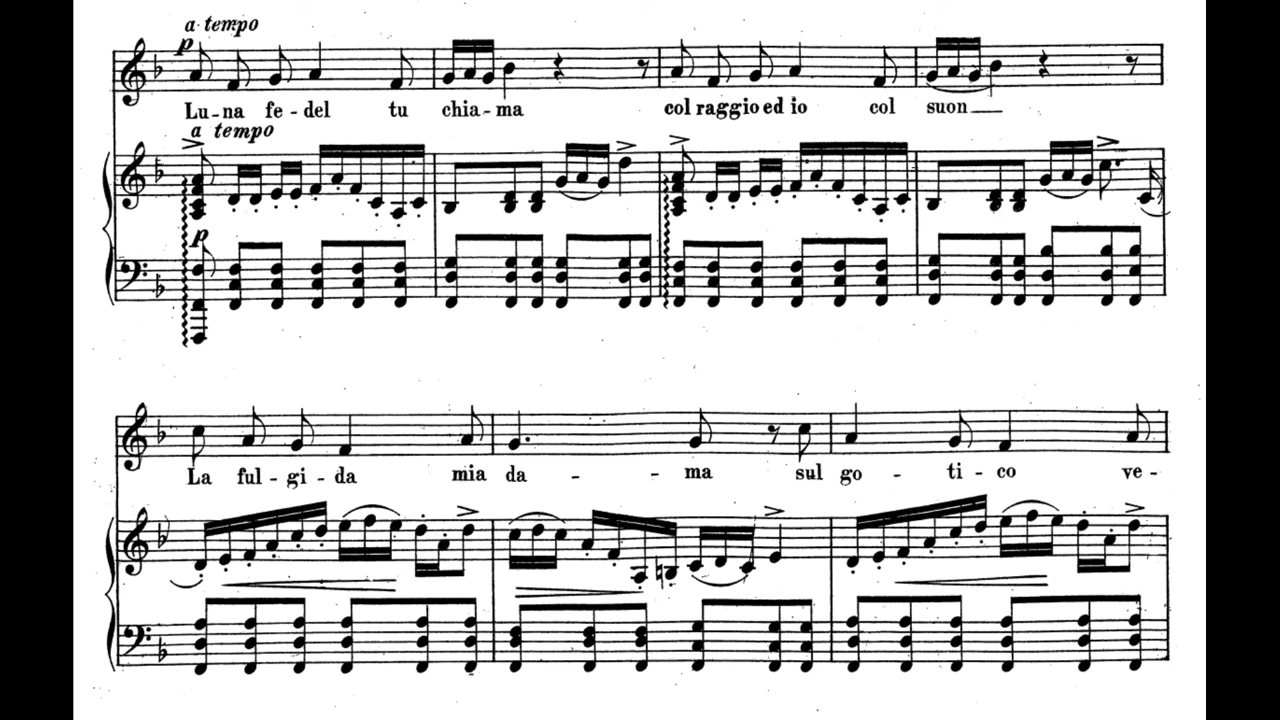 a tempo
p
Lu-na fe-del tu chia-ma col raggio ed io col suon
a tempo
p
La ful-gi-da mia da-ma sul go-ti-co ve-